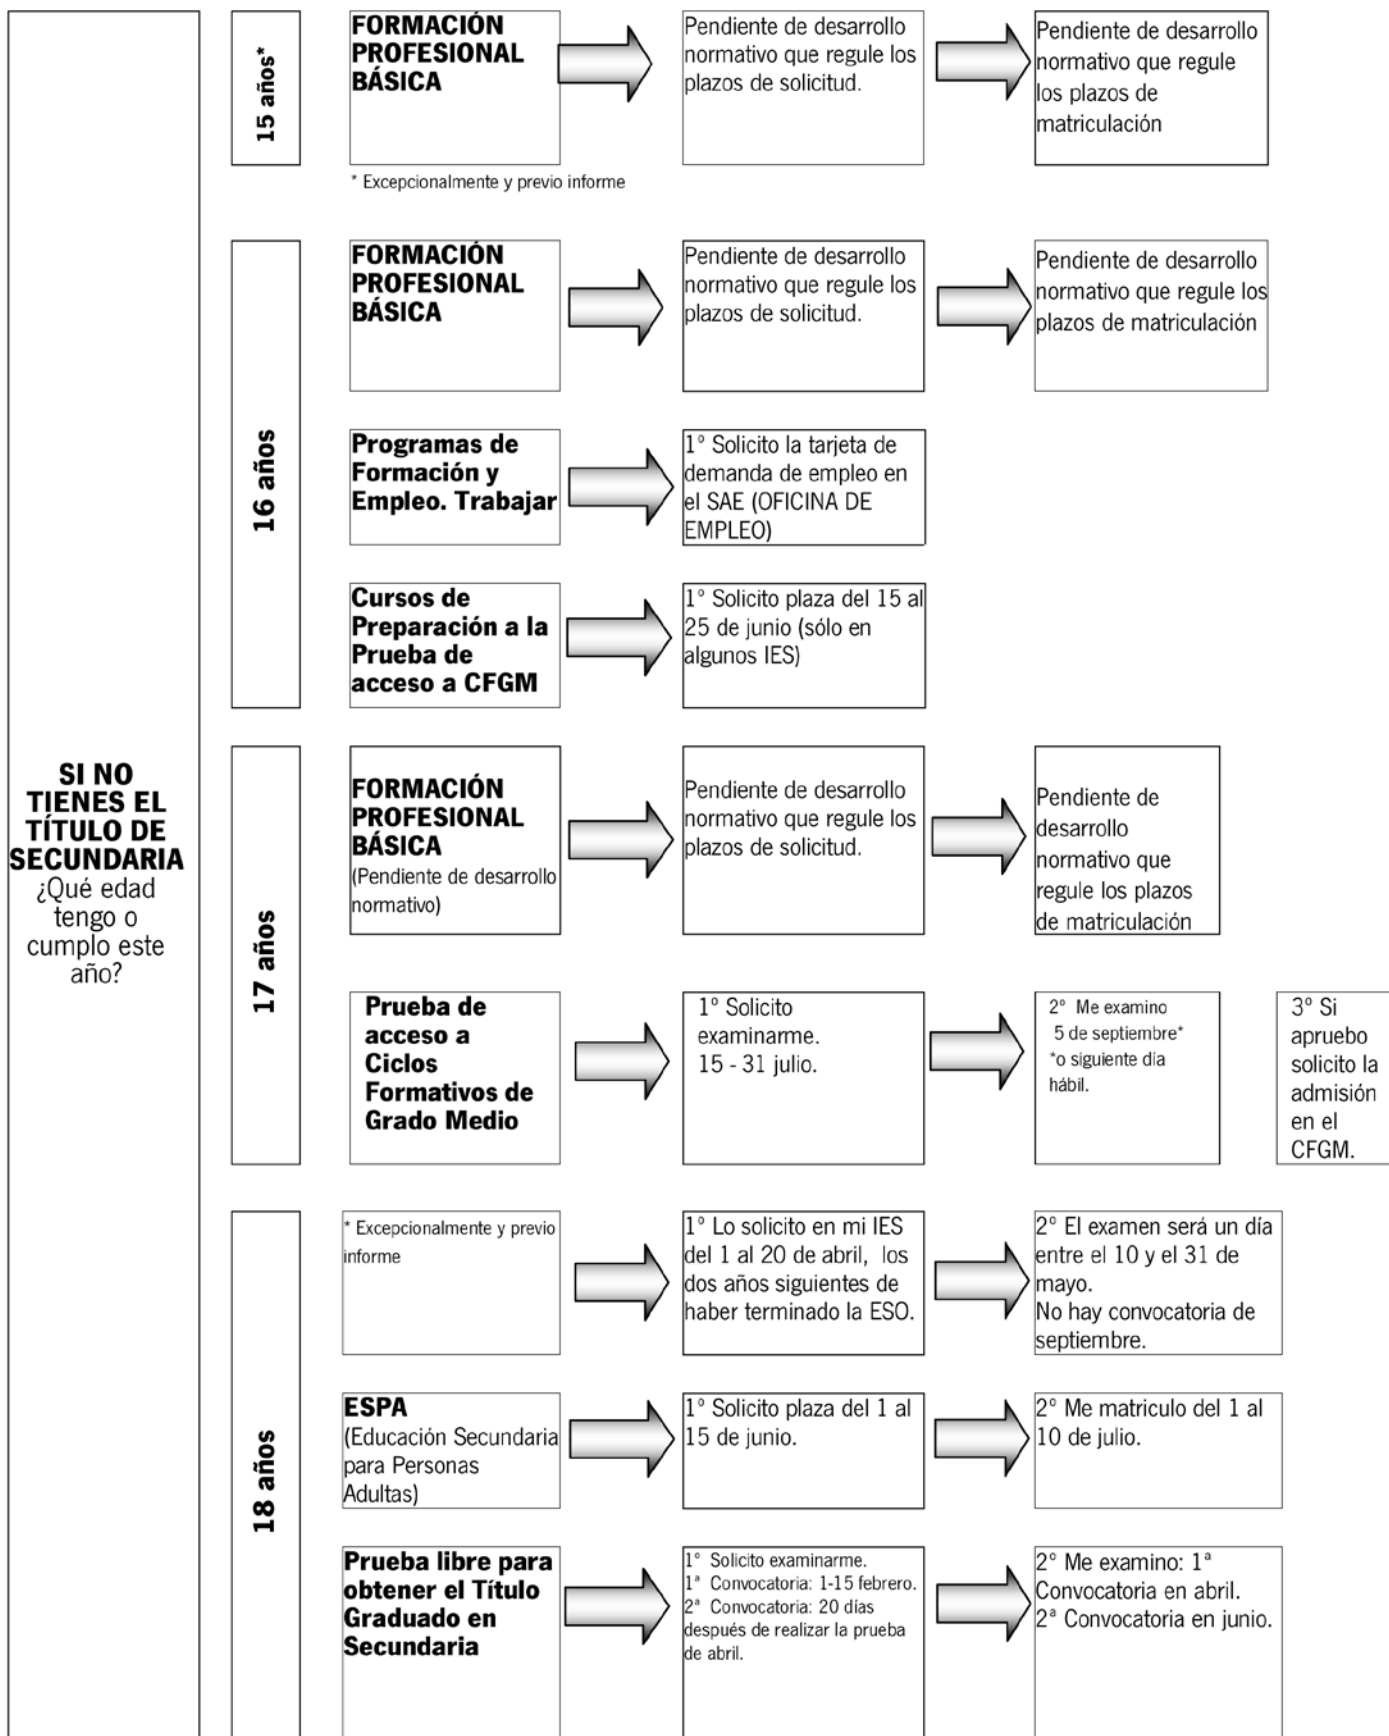 SI NO
TIENES EL
TÍTULO DE
SECUNDARIA
¿Qué edad
tengo o
cumplo este
año?
15 años*
FORMACIÓN
PROFESIONAL
BÁSICA
Pendiente de desarrollo
normativo que regule los
plazos de solicitud.
Pendiente de desarrollo
normativo que regule
los plazos de
matriculación
* Excepcionalmente y previo informe
16 años
FORMACIÓN
PROFESIONAL
BÁSICA
Pendiente de desarrollo
normativo que regule los
plazos de solicitud.
Pendiente de desarrollo
normativo que regule los
plazos de matriculación
Programas de
Formación y
Empleo. Trabajar
1º Solicito la tarjeta de
demanda de empleo en
el SAE (OFICINA DE
EMPLEO)
Cursos de
Preparación a la
Prueba de
acceso a CFGM
1º Solicito plaza del 15 al
25 de junio (sólo en
algunos IES)
17 años
FORMACIÓN
PROFESIONAL
BÁSICA
(Pendiente de desarrollo
normativo)
Pendiente de desarrollo
normativo que regule los
plazos de solicitud.
Pendiente de
desarrollo
normativo que
regule los plazos
de matriculación
Prueba de
acceso a
Ciclos
Formativos de
Grado Medio
1º Solicito
examinarme.
15 - 31 julio.
2º Me examino
5 de septiembre*
*o siguiente día
hábil.
3º Si
apruebo
solicito la
admisión
en el
CFGM.
18 años
* Excepcionalmente y previo
informe
1º Lo solicito en mi IES
del 1 al 20 de abril, los
dos años siguientes de
haber terminado la ESO.
2º El examen será un día
entre el 10 y el 31 de
mayo.
No hay convocatoria de
septiembre.
ESPA
(Educación Secundaria
para Personas
Adultas)
1º Solicito plaza del 1 al
15 de junio.
2º Me matriculo del 1 al
10 de julio.
Prueba libre para
obtener el Título
Graduado en
Secundaria
1º Solicito examinarme.
1ª Convocatoria: 1-15 febrero.
2ª Convocatoria: 20 días
después de realizar la prueba
de abril.
2º Me examino: 1ª
Convocatoria en abril.
2ª Convocatoria en junio.